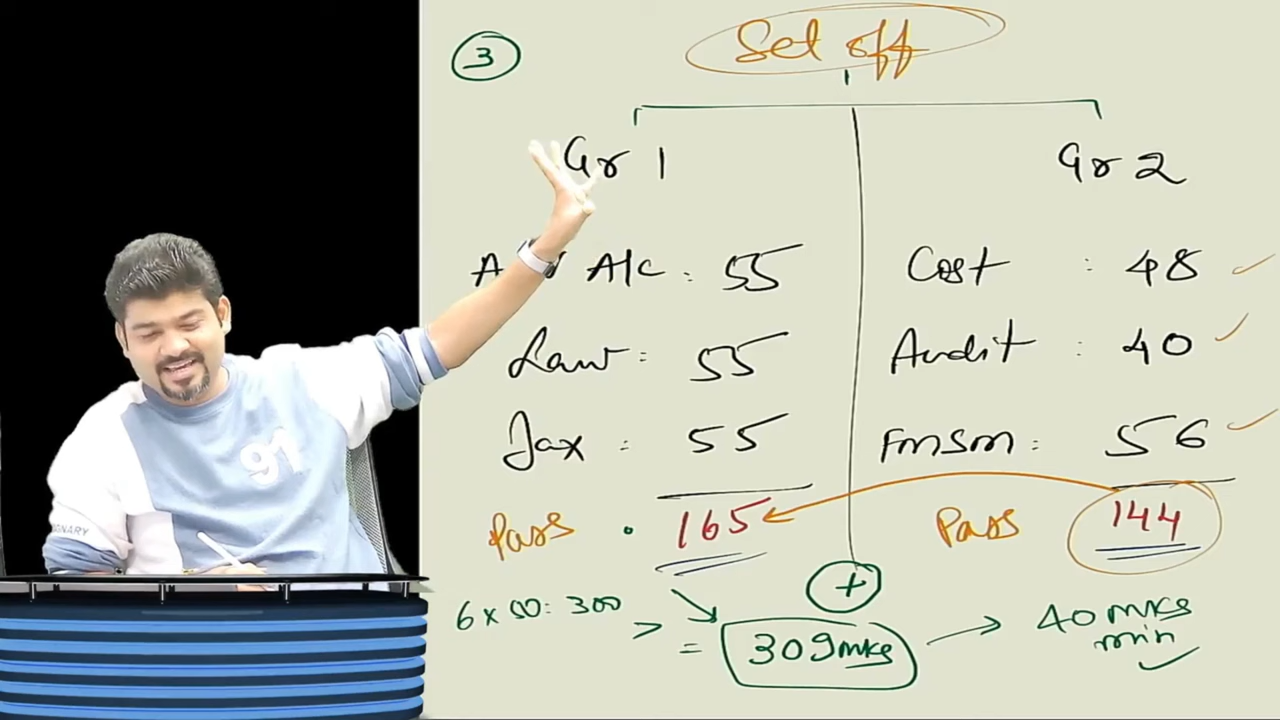 3
Set off
Gr 1
Gr 2
A/c : 55
Law : 55
Tax : 55
Pass . 165
Cost : 48
Audit : 40
FMSM : 56
Pass 144
+
6 x 50 : 300 > = 309 mks
40 mks
min
91